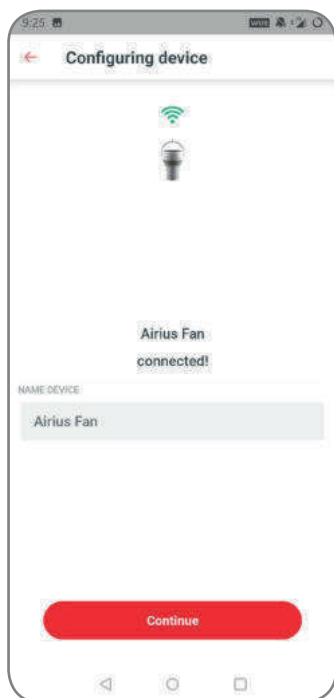 9:25
Configuring device
Airius Fan
connected!
NAME DEVICE
Airius Fan
Continue